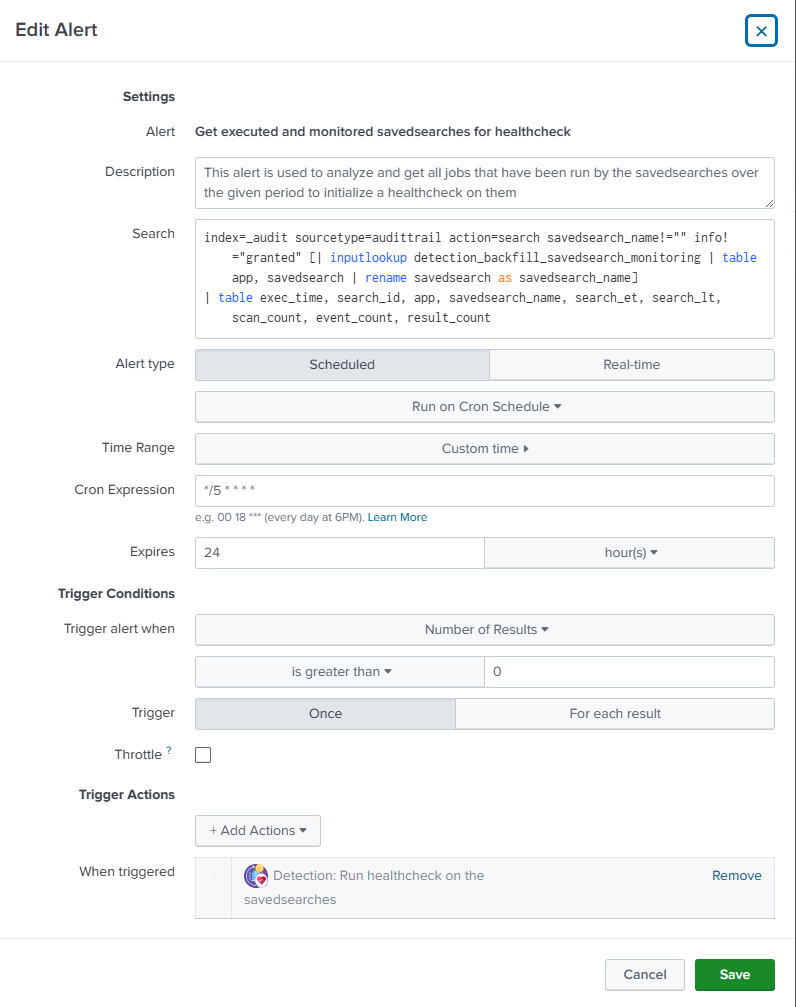 Edit Alert
Settings
Alert Get executed and monitored savedsearches for healthcheck
Description This alert is used to analyze and get all jobs that have been run by the savedsearches over
the given period to initialize a healthcheck on them
Search index=_audit sourcetype=audittrail action=search savedsearch_name!="" info!
="granted" [| inputlookup detection_backfill_savedsearch_monitoring | table
app, savedsearch | rename savedsearch as savedsearch_name]
| table exec_time, search_id, app, savedsearch_name, search_et, search_lt,
scan_count, event_count, result_count
Alert type Scheduled Real-time
Run on Cron Schedule
Time Range Custom time
Cron Expression */5 * * * *
e.g. 00 18 *** (every day at 6PM). Learn More
Expires 24 hour(s)
Trigger Conditions
Trigger alert when Number of Results
is greater than 0
Trigger Once For each result
Throttle ?
Trigger Actions
+ Add Actions
When triggered Detection: Run healthcheck on the Remove
savedsearches
Cancel Save